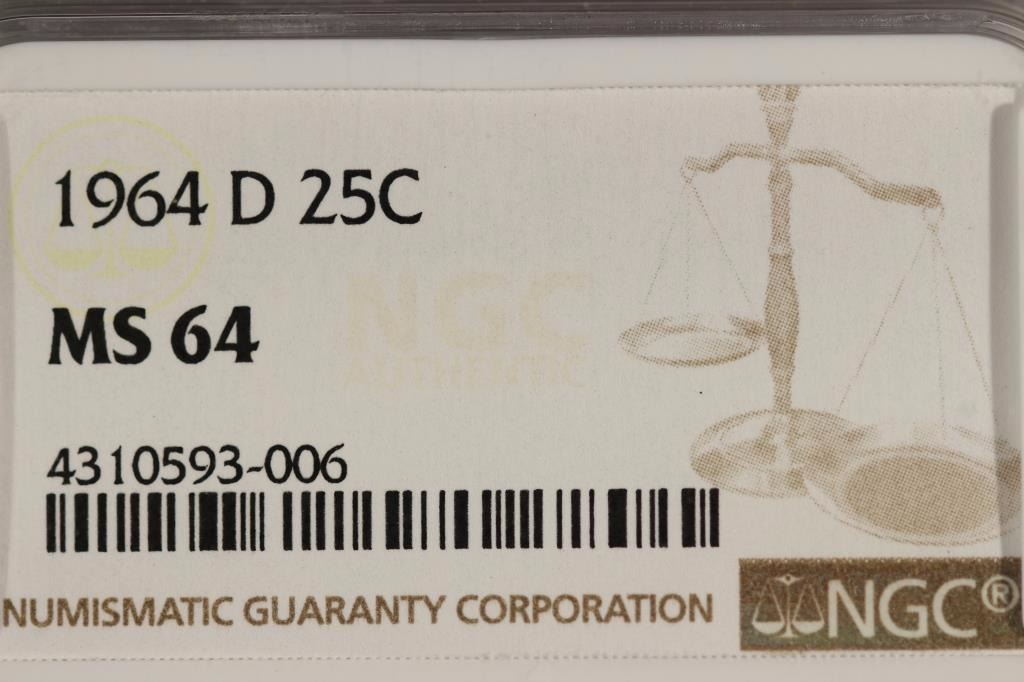 1964 D 25C
MS 64
NGC
AUTHENTIC
4310593-006
NUMISMATIC GUARANTY CORPORATION
NGC®